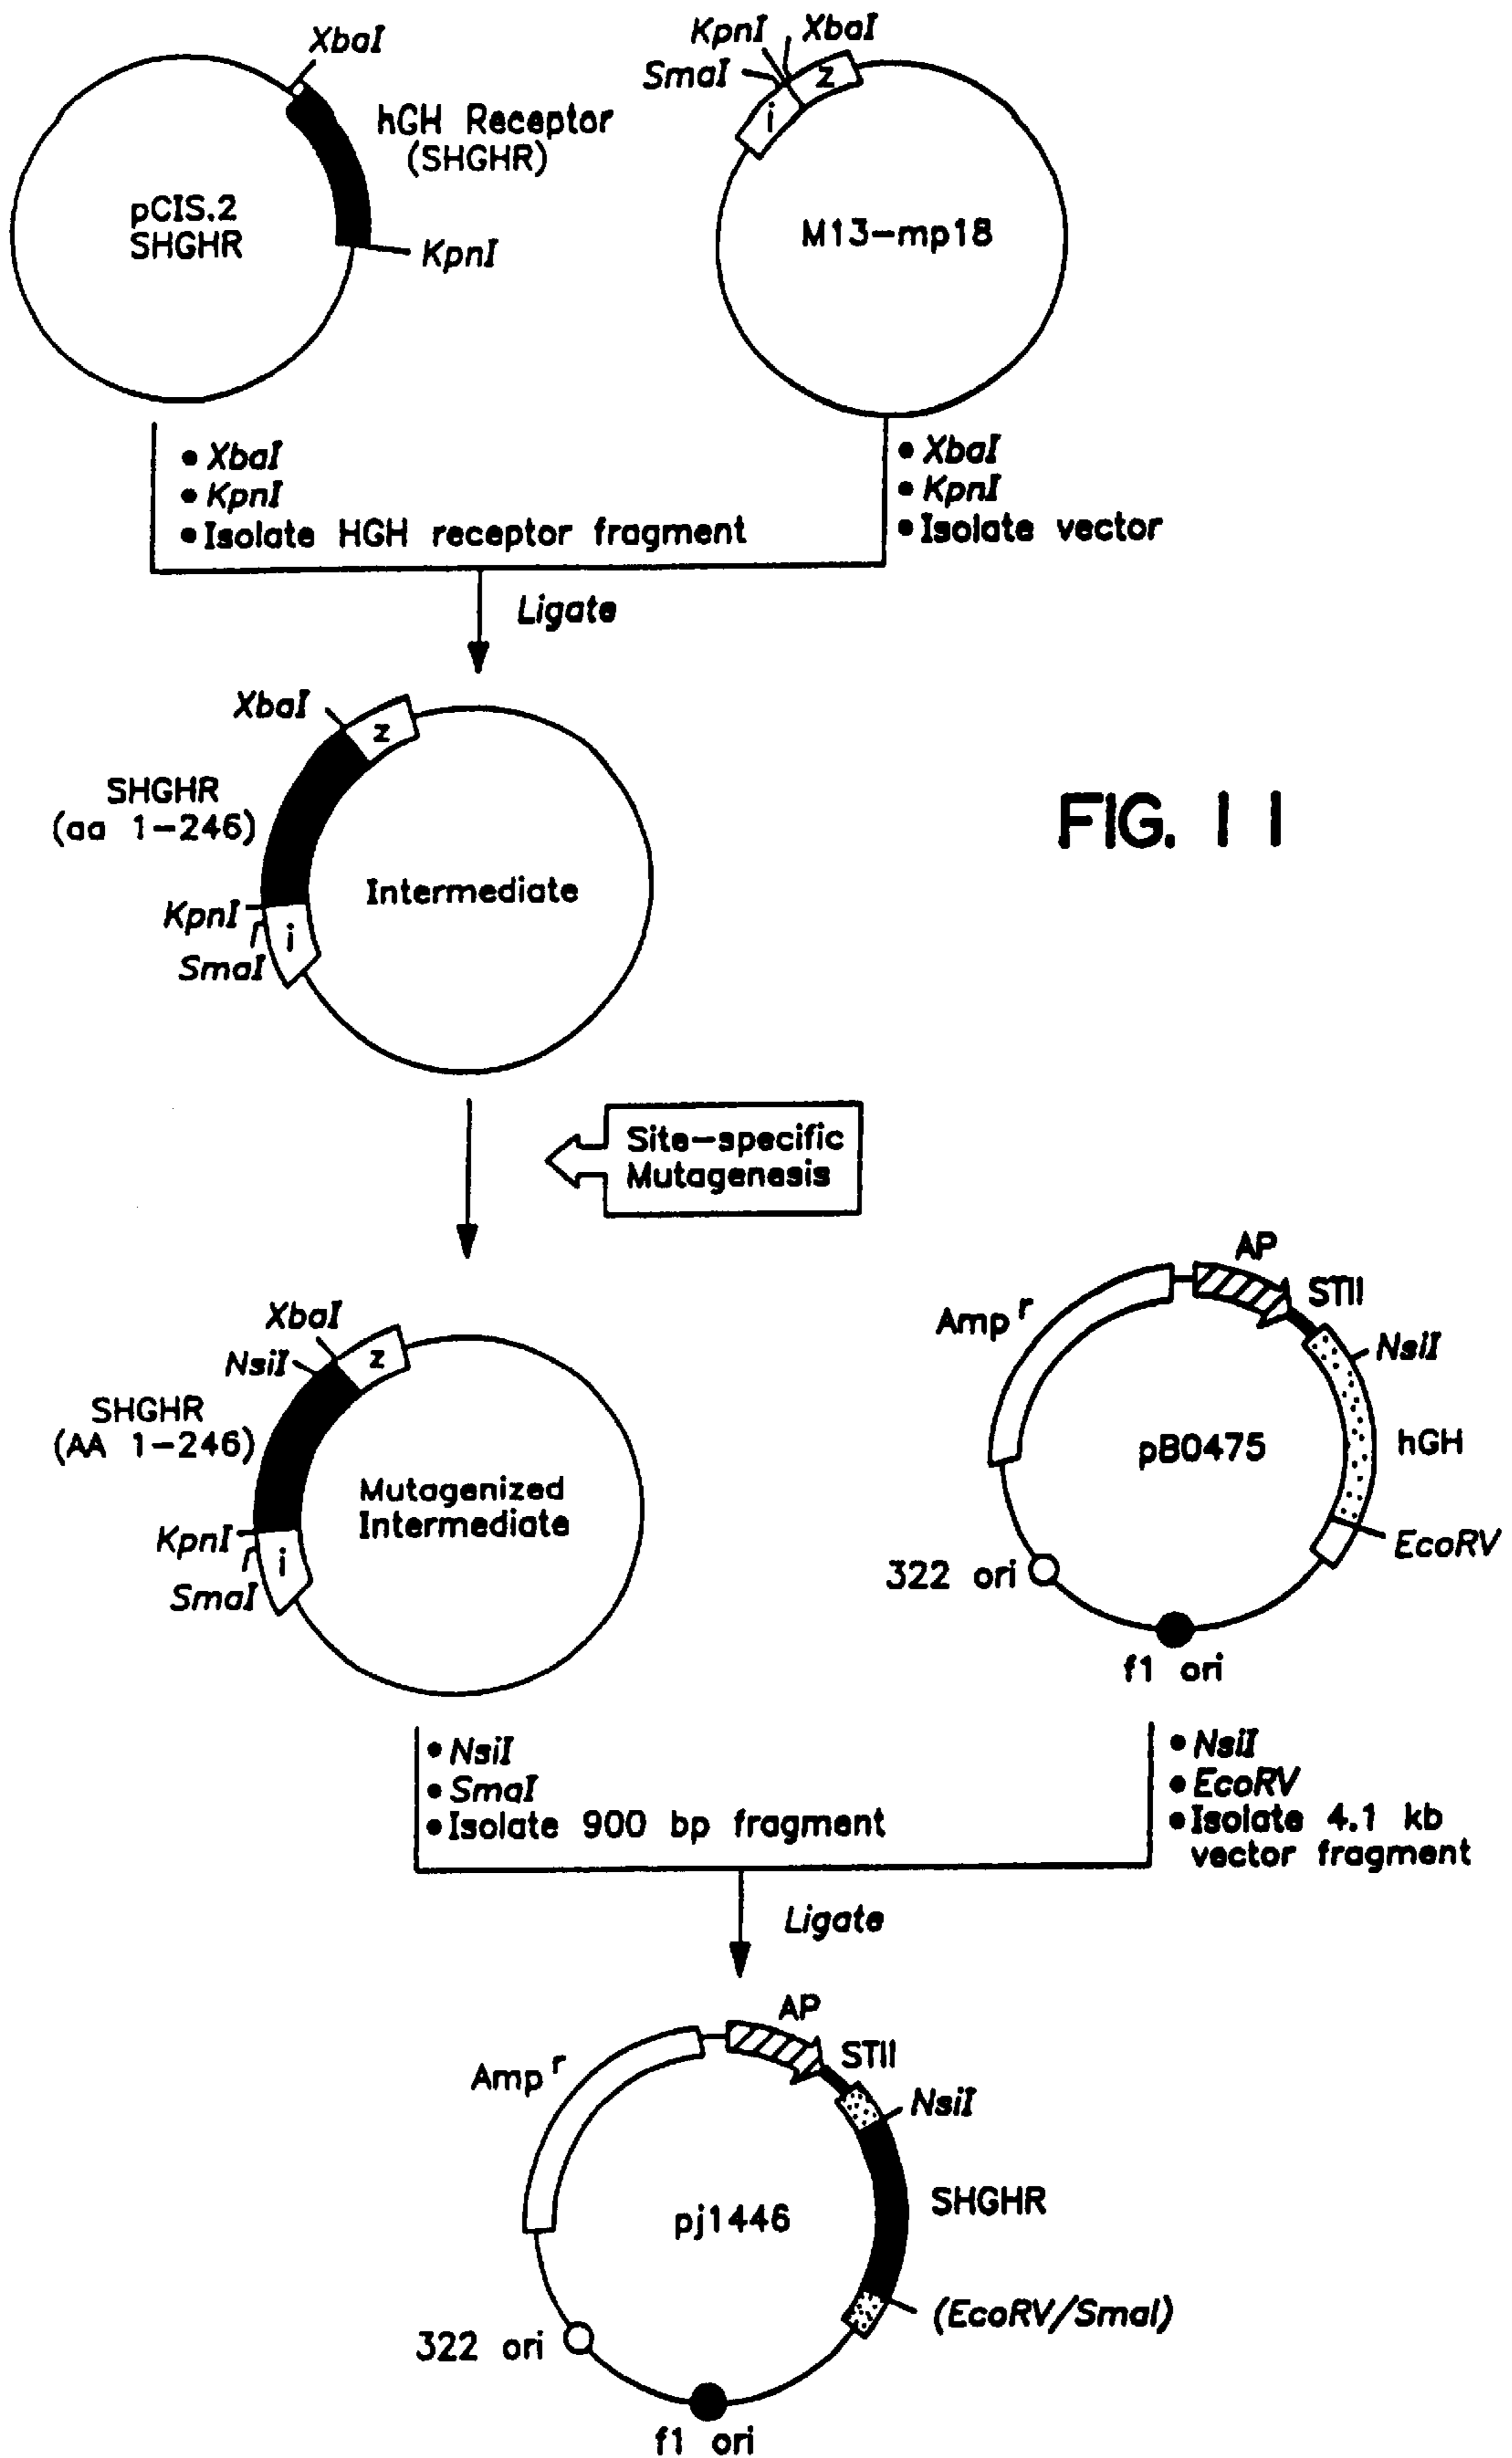 XbaI
hGH Receptor
(SHGHR)
pCIS.2
SHGHR
KpnI
KpnI
XbaI
SmaI
z
i
M13-mp18
• XbaI
• KpnI
• Isolate HGH receptor fragment
• XbaI
• KpnI
• Isolate vector
Ligate
XbaI
z
SHGHR
(aa 1-246)
Intermediate
KpnI
i
SmaI
FIG. 11
Site-specific
Mutagenesis
XbaI
NsiI
z
SHGHR
(AA 1-246)
Mutagenized
Intermediate
KpnI
i
SmaI
AP
STII
Amp r
NsiI
pB0475
hGH
EcoRV
322 ori
f1 ori
• NsiI
• SmaI
• Isolate 900 bp fragment
• NsiI
• EcoRV
• Isolate 4.1 kb
vector fragment
Ligate
AP
STII
Amp r
NsiI
SHGHR
pj1446
(EcoRV/SmaI)
322 ori
f1 ori